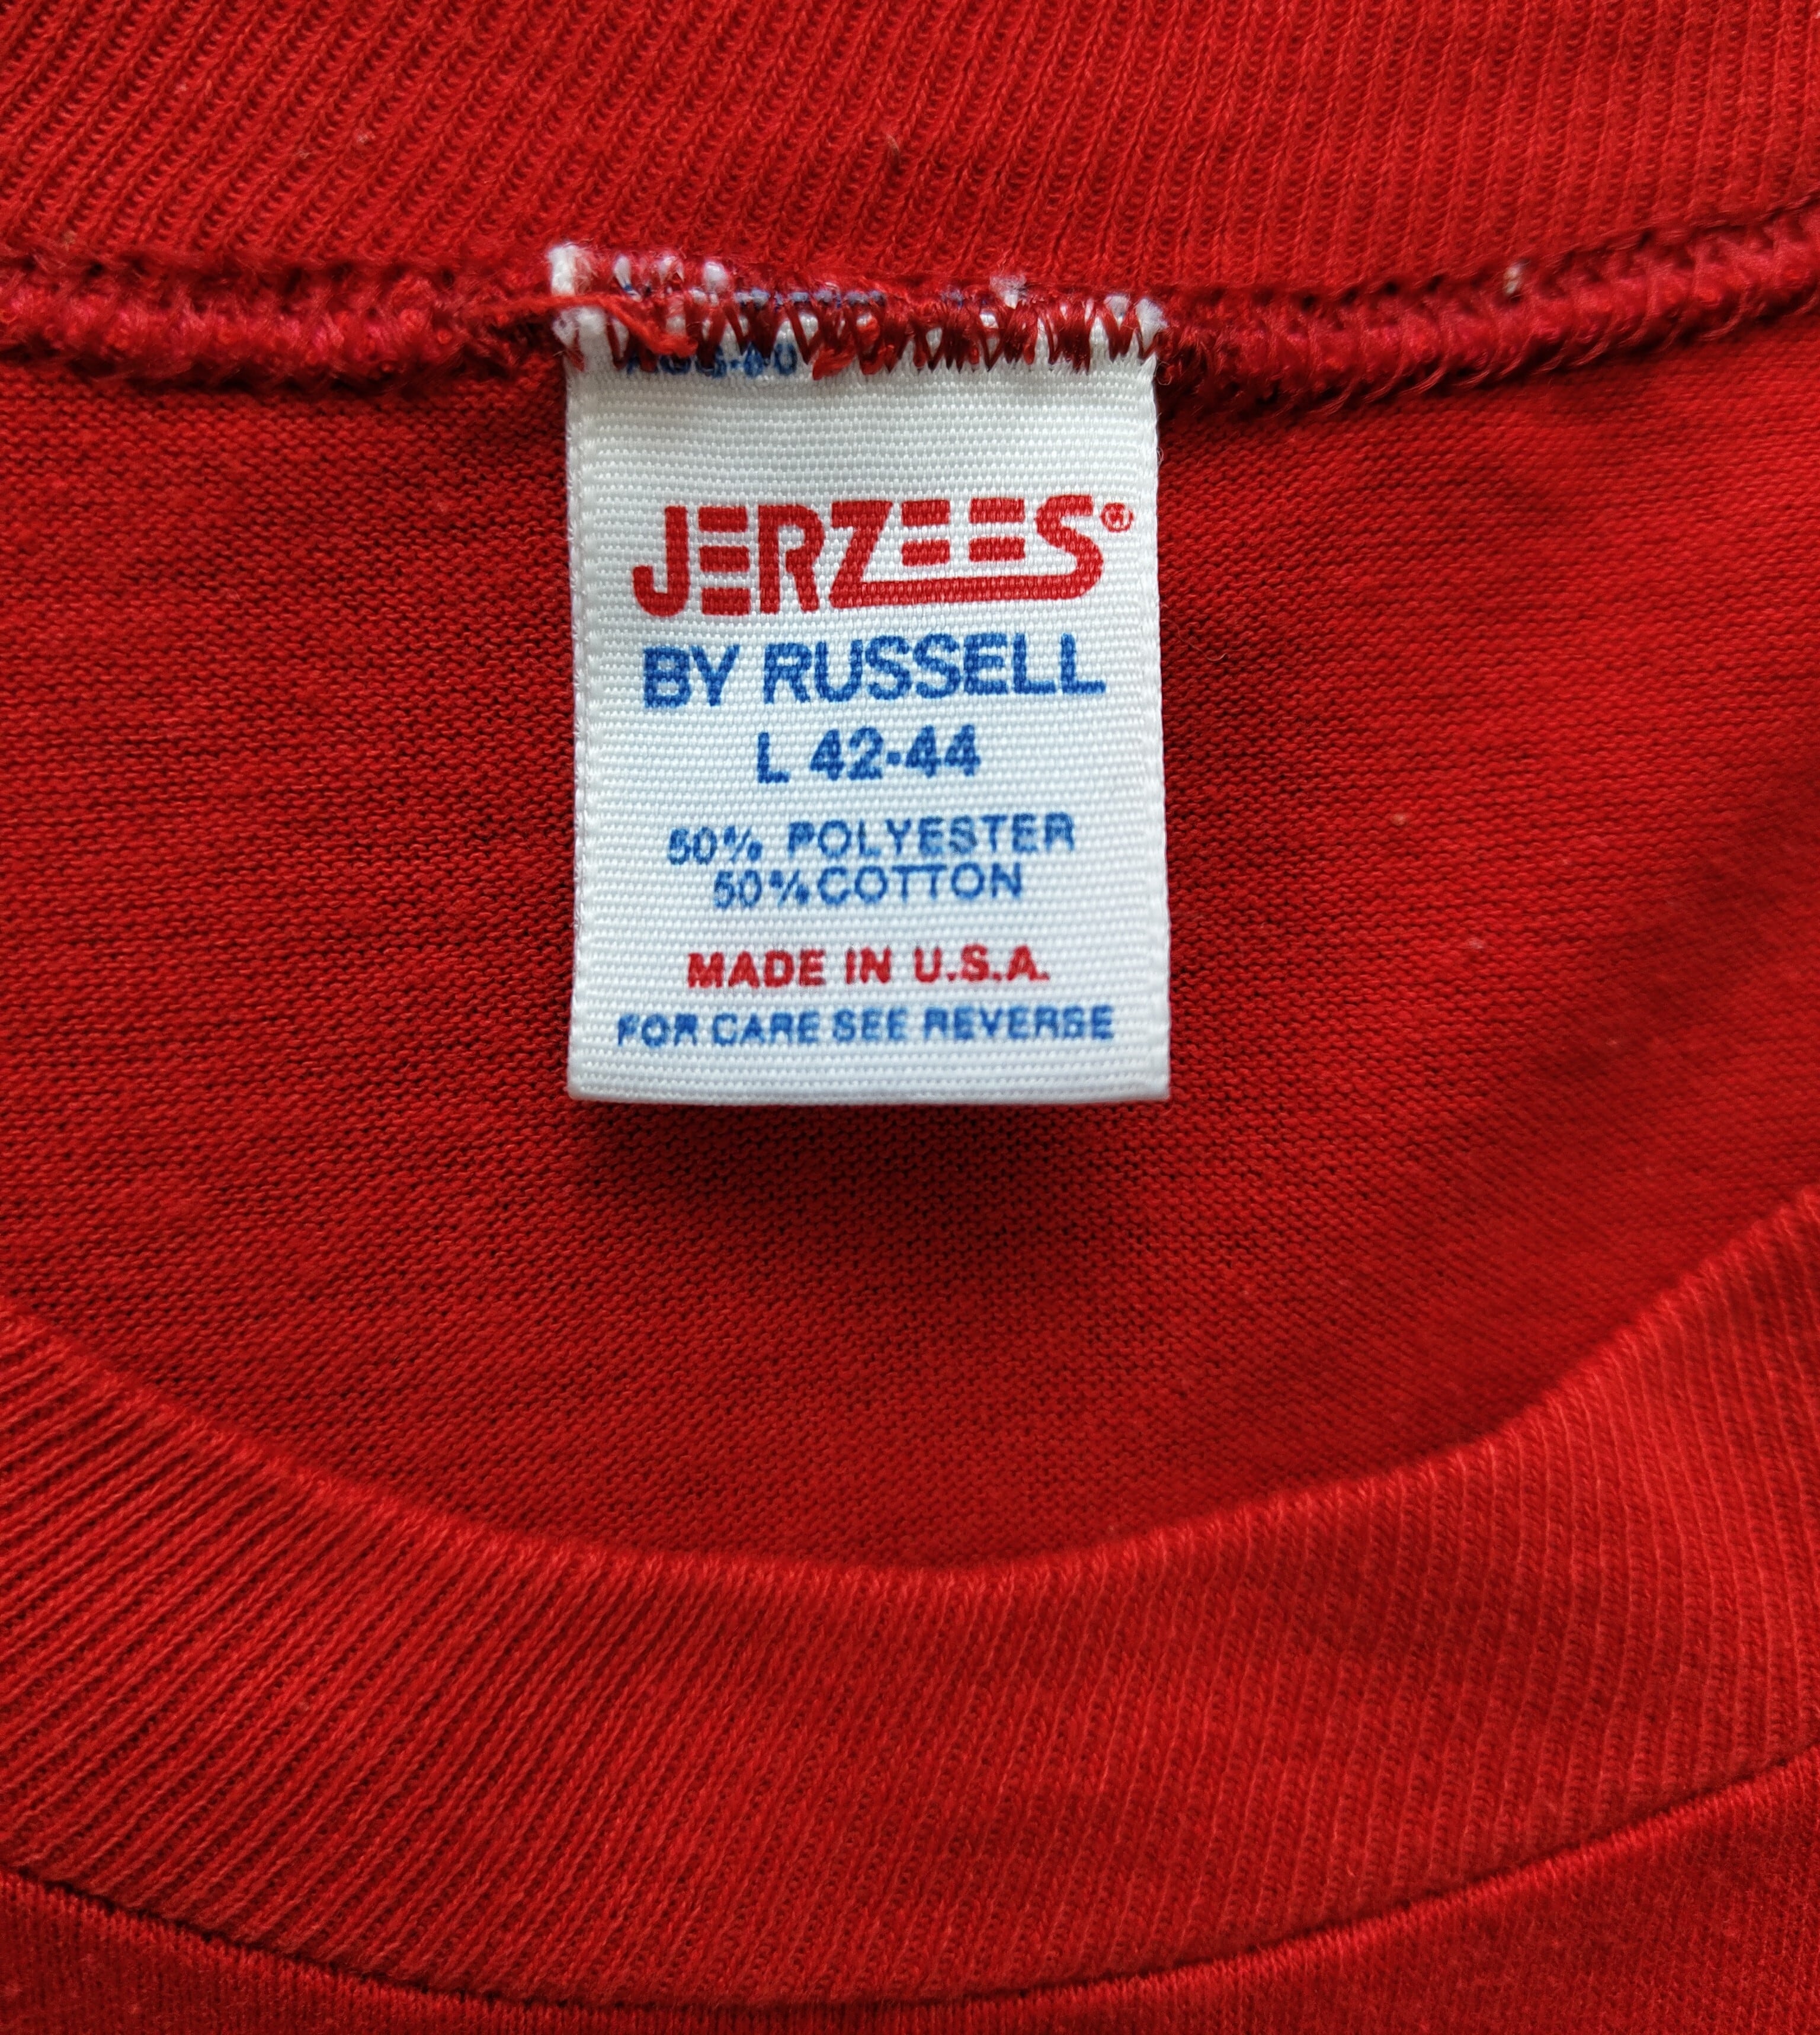 JERZEES®
BY RUSSELL
L 42-44
50% POLYESTER
50% COTTON
MADE IN U.S.A.
FOR CARE SEE REVERSE